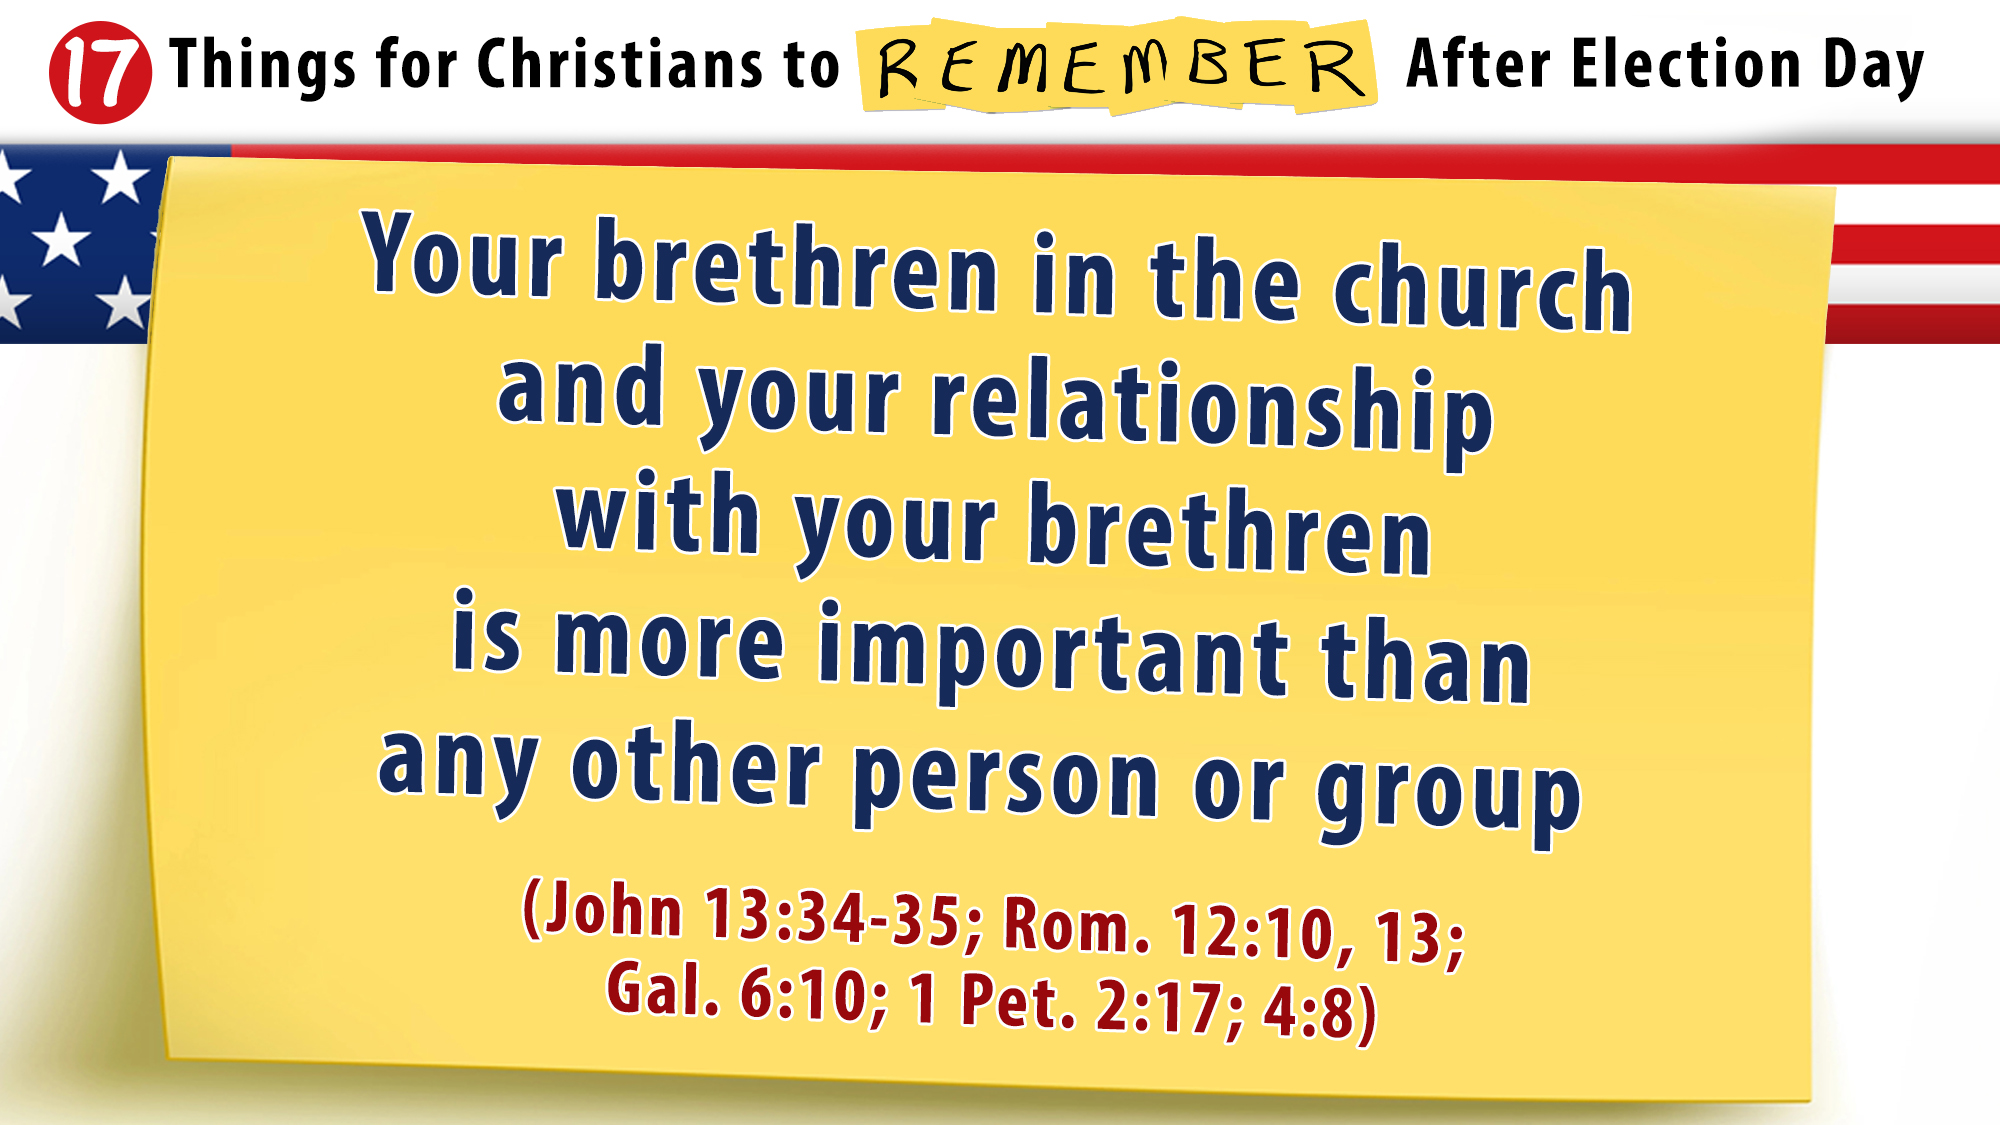 17 Things for Christians to REMEMBER After Election Day
Your brethren in the church
and your relationship
with your brethren
is more important than
any other person or group
(John 13:34-35; Rom. 12:10, 13;
Gal. 6:10; 1 Pet. 2:17; 4:8)